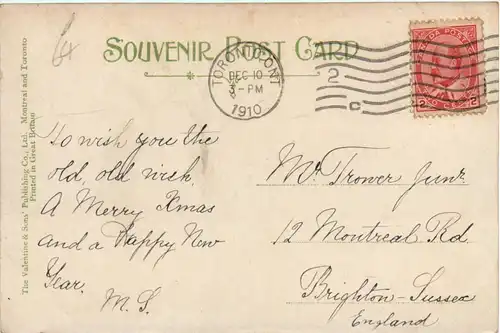 SOUVENIR POST CARD
TORONTO. ONT
DEC 10
-PM
1910
2
C
CANADA POSTAGE
2 TWO CENTS 2
To wish you the
old, old wish.
A Merry Xmas
and a Happy New
Year.
M. S.
Mr Trower Junr.
12 Montreal Rd.
Brighton - Sussex
England
The Valentine & Sons' Publishing Co., Ltd. Montreal and Toronto
Printed in Great Britain